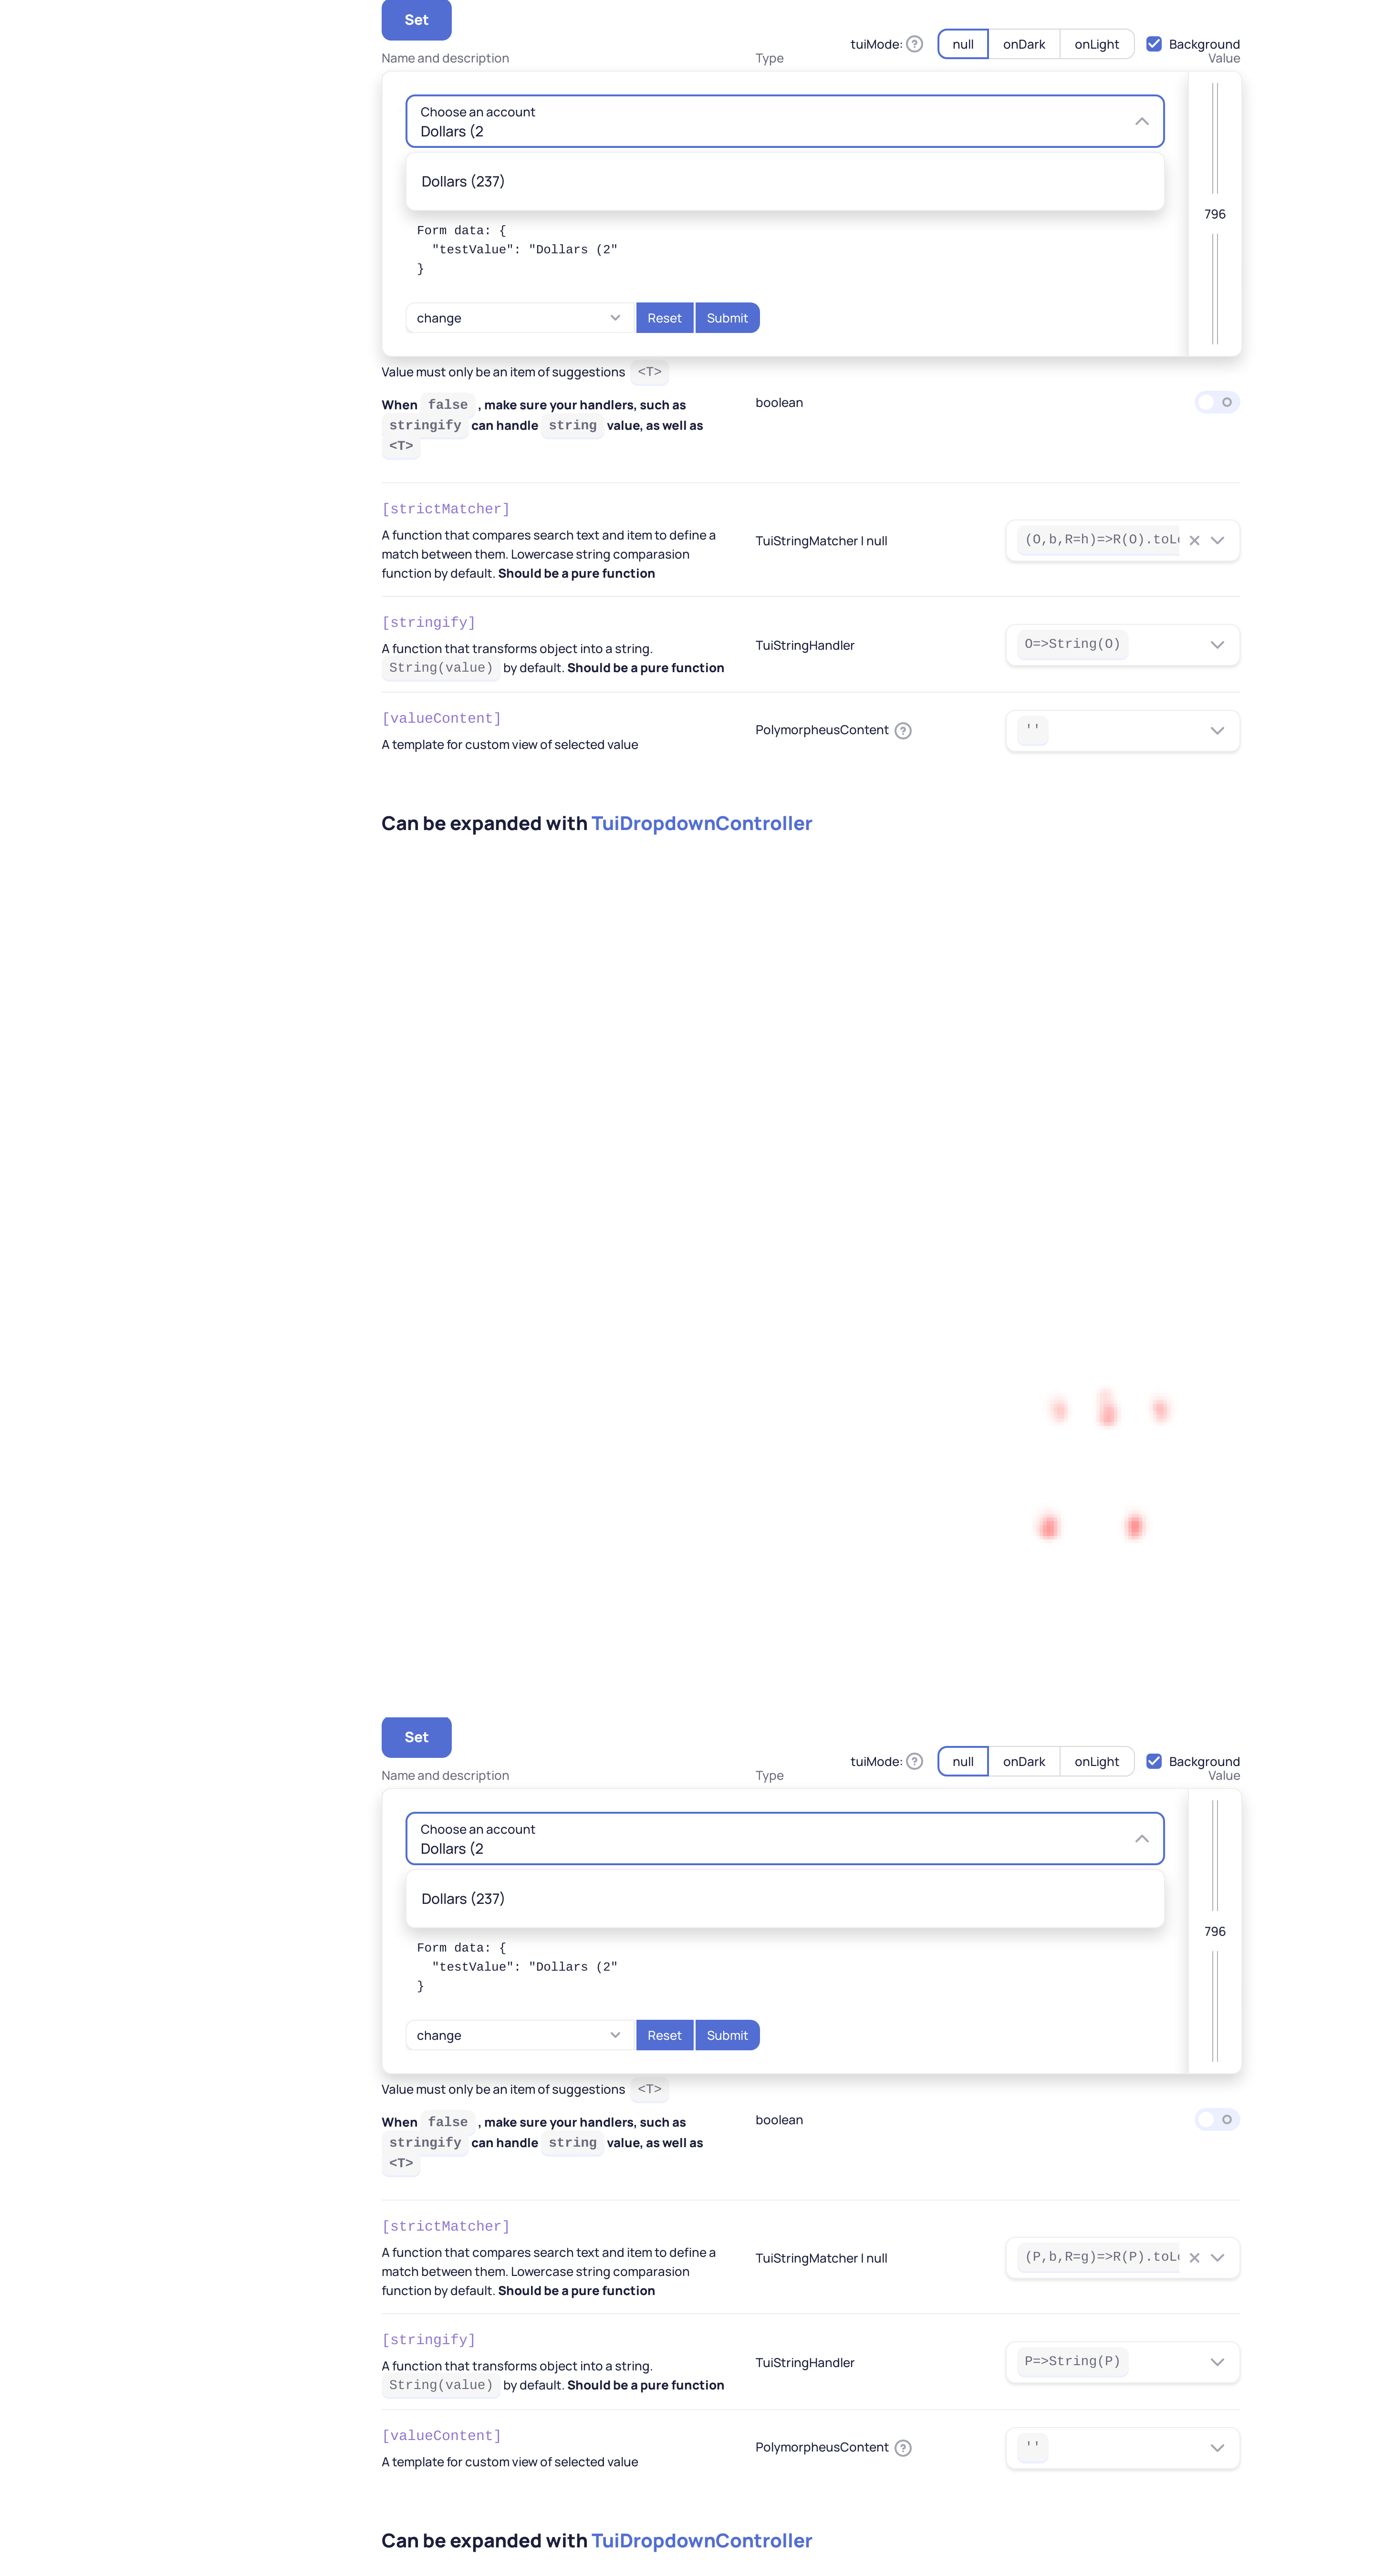 Set
tuiMode: ? null onDark onLight Background
Name and description Type Value
Choose an account
Dollars (2
Dollars (237)
796
Form data: {
"testValue": "Dollars (2"
}
change Reset Submit
Value must only be an item of suggestions <T>
When false , make sure your handlers, such as
boolean
stringify can handle string value, as well as
<T>
[strictMatcher]
A function that compares search text and item to define a
match between them. Lowercase string comparasion
function by default. Should be a pure function
TuiStringMatcher | null
(O,b,R=h)=>R(O).toL
[stringify]
A function that transforms object into a string.
String(value) by default. Should be a pure function
TuiStringHandler
O=>String(O)
[valueContent]
A template for custom view of selected value
PolymorpheusContent ?
''
Can be expanded with TuiDropdownController
Set
tuiMode: ? null onDark onLight Background
Name and description Type Value
Choose an account
Dollars (2
Dollars (237)
796
Form data: {
"testValue": "Dollars (2"
}
change Reset Submit
Value must only be an item of suggestions <T>
When false , make sure your handlers, such as
boolean
stringify can handle string value, as well as
<T>
[strictMatcher]
A function that compares search text and item to define a
match between them. Lowercase string comparasion
function by default. Should be a pure function
TuiStringMatcher | null
(P,b,R=g)=>R(P).toL
[stringify]
A function that transforms object into a string.
String(value) by default. Should be a pure function
TuiStringHandler
P=>String(P)
[valueContent]
A template for custom view of selected value
PolymorpheusContent ?
''
Can be expanded with TuiDropdownController